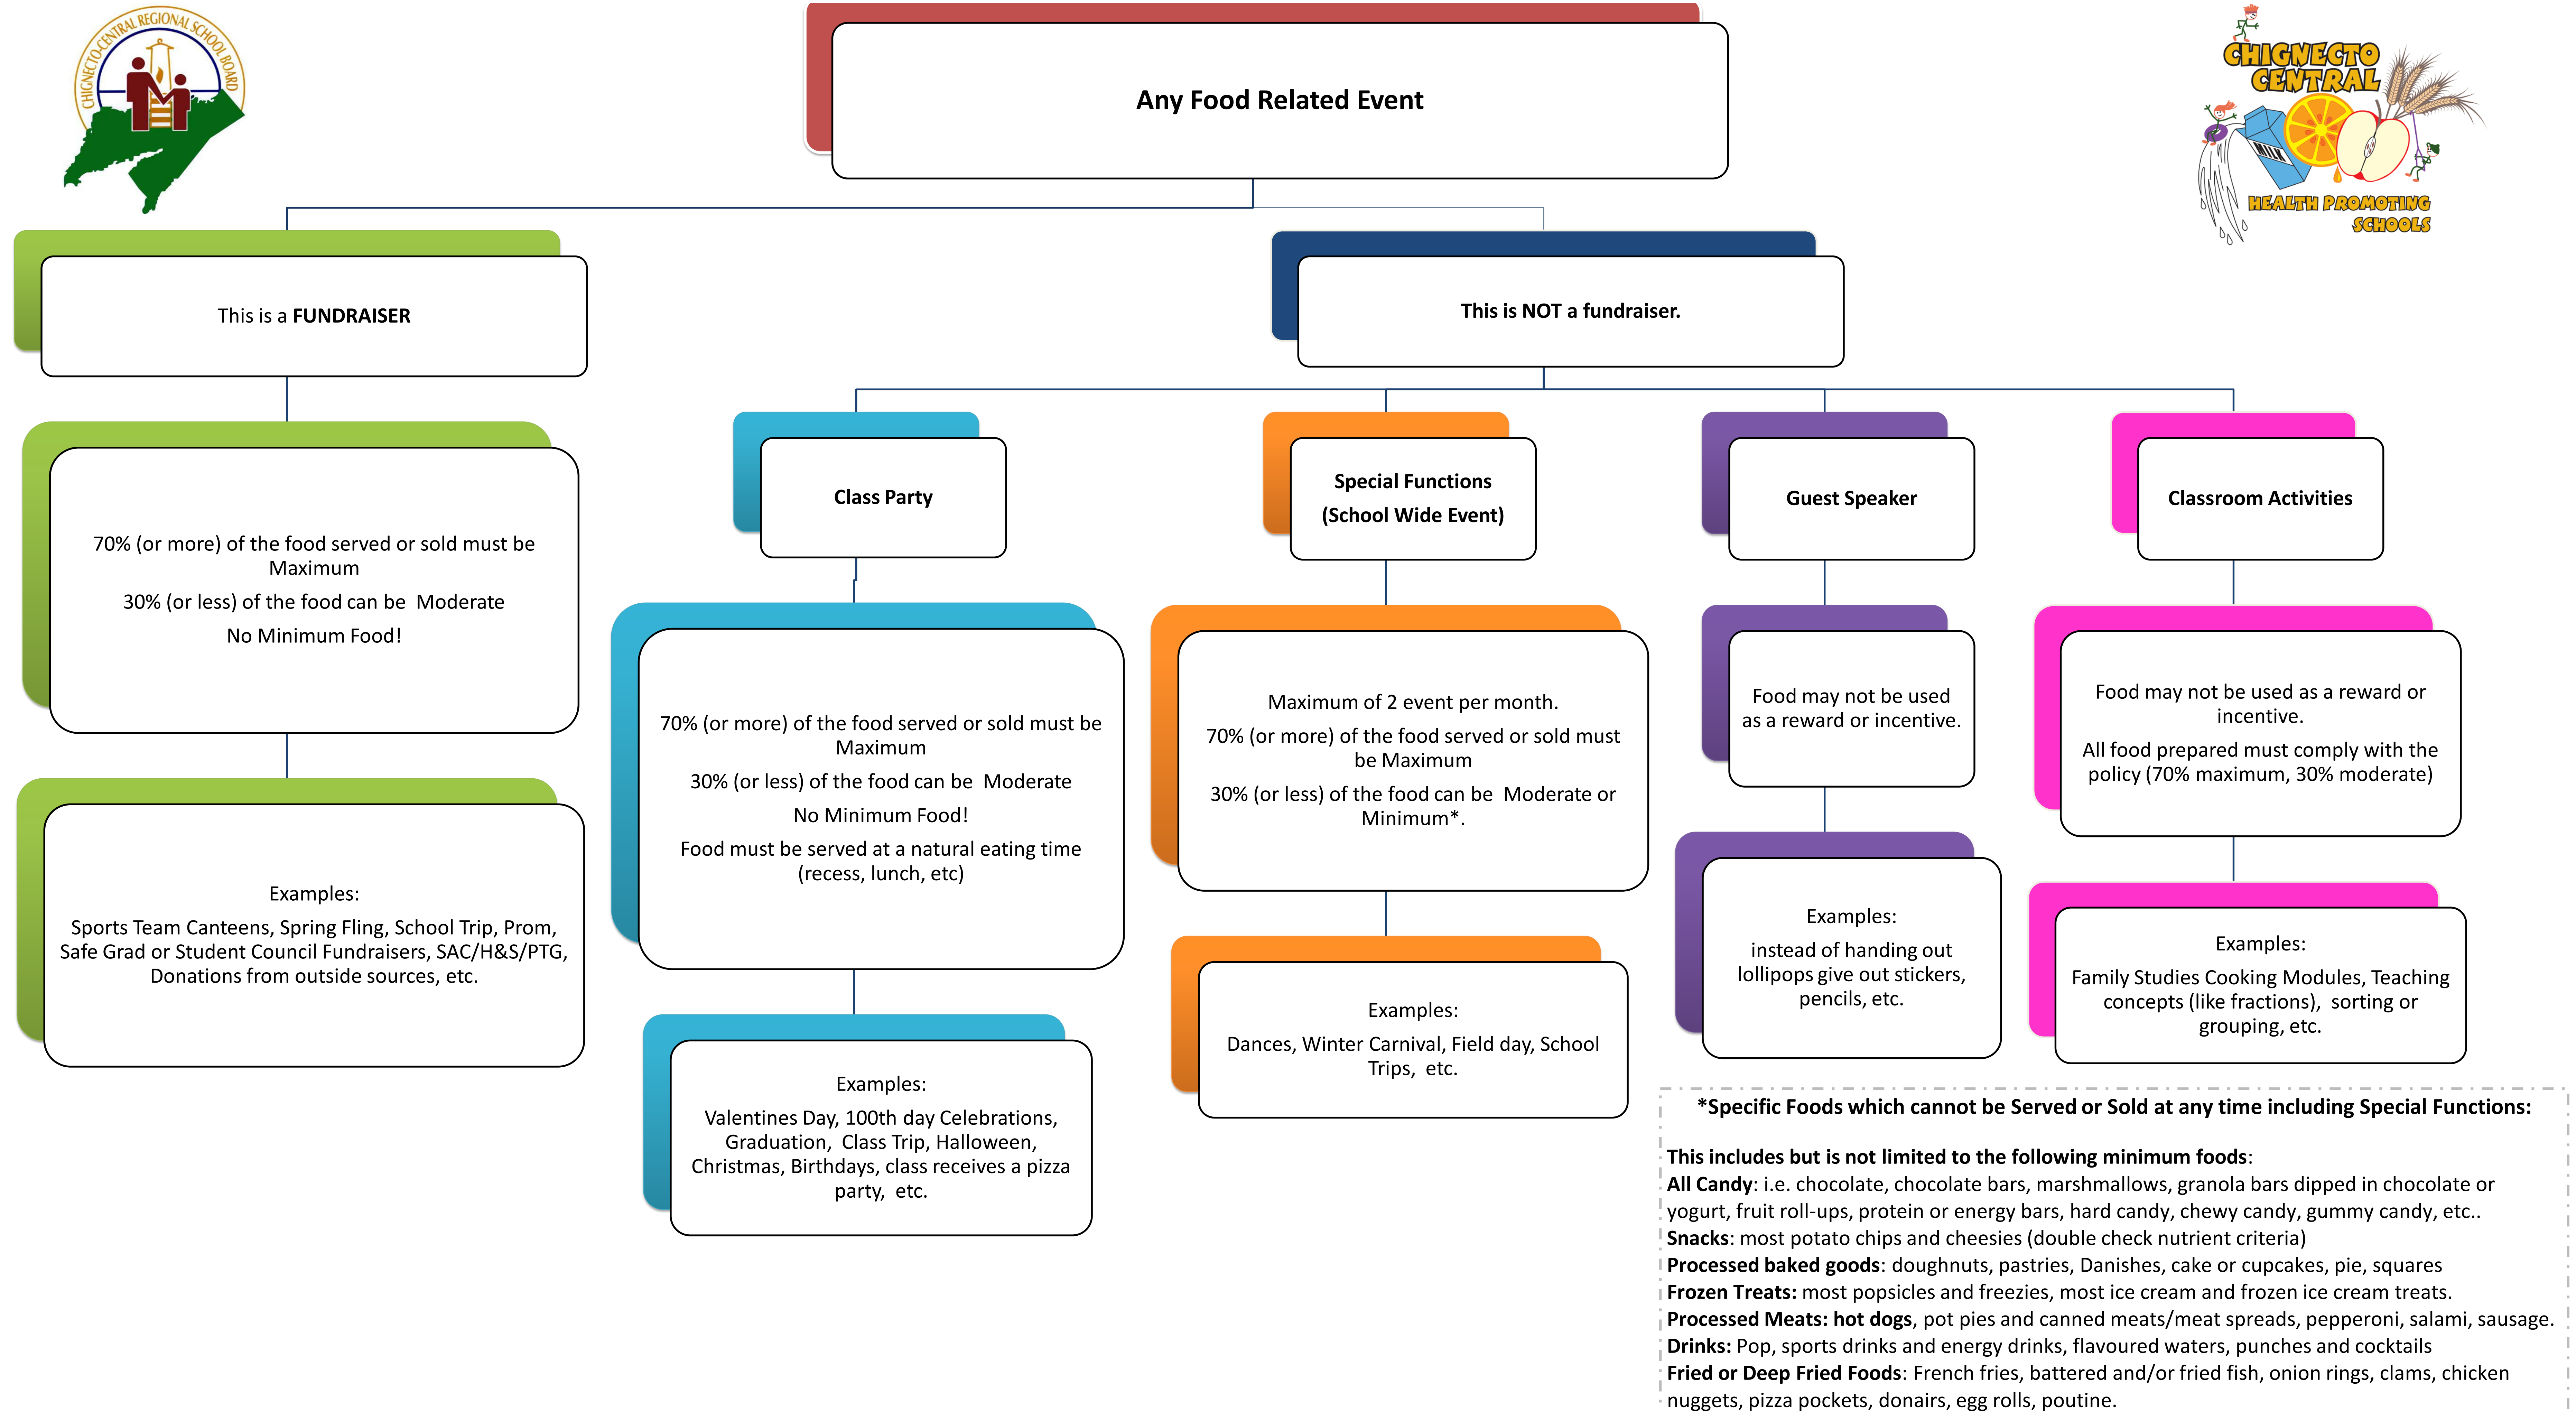 CHIGNECTO-CENTRAL REGIONAL SCHOOL BOARD
Any Food Related Event
CHIGNECTO
CENTRAL
MILK
HEALTH PROMOTING
SCHOOLS
This is a FUNDRAISER
This is NOT a fundraiser.
70% (or more) of the food served or sold must be
Maximum
30% (or less) of the food can be  Moderate
No Minimum Food!
Examples:
Sports Team Canteens, Spring Fling, School Trip, Prom,
Safe Grad or Student Council Fundraisers, SAC/H&S/PTG,
Donations from outside sources, etc.
Class Party
70% (or more) of the food served or sold must be
Maximum
30% (or less) of the food can be  Moderate
No Minimum Food!
Food must be served at a natural eating time
(recess, lunch, etc)
Examples:
Valentines Day, 100th day Celebrations,
Graduation,  Class Trip, Halloween,
Christmas, Birthdays, class receives a pizza
party,  etc.
Special Functions
(School Wide Event)
Maximum of 2 event per month.
70% (or more) of the food served or sold must
be Maximum
30% (or less) of the food can be  Moderate or
Minimum*.
Examples:
Dances, Winter Carnival, Field day, School
Trips,  etc.
Guest Speaker
Food may not be used
as a reward or incentive.
Examples:
instead of handing out
lollipops give out stickers,
pencils, etc.
Classroom Activities
Food may not be used as a reward or
incentive.
All food prepared must comply with the
policy (70% maximum, 30% moderate)
Examples:
Family Studies Cooking Modules, Teaching
concepts (like fractions),  sorting or
grouping, etc.
*Specific Foods which cannot be Served or Sold at any time including Special Functions:
This includes but is not limited to the following minimum foods:
All Candy: i.e. chocolate, chocolate bars, marshmallows, granola bars dipped in chocolate or
yogurt, fruit roll-ups, protein or energy bars, hard candy, chewy candy, gummy candy, etc..
Snacks: most potato chips and cheesies (double check nutrient criteria)
Processed baked goods: doughnuts, pastries, Danishes, cake or cupcakes, pie, squares
Frozen Treats: most popsicles and freezies, most ice cream and frozen ice cream treats.
Processed Meats: hot dogs, pot pies and canned meats/meat spreads, pepperoni, salami, sausage.
Drinks: Pop, sports drinks and energy drinks, flavoured waters, punches and cocktails
Fried or Deep Fried Foods: French fries, battered and/or fried fish, onion rings, clams, chicken
nuggets, pizza pockets, donairs, egg rolls, poutine.